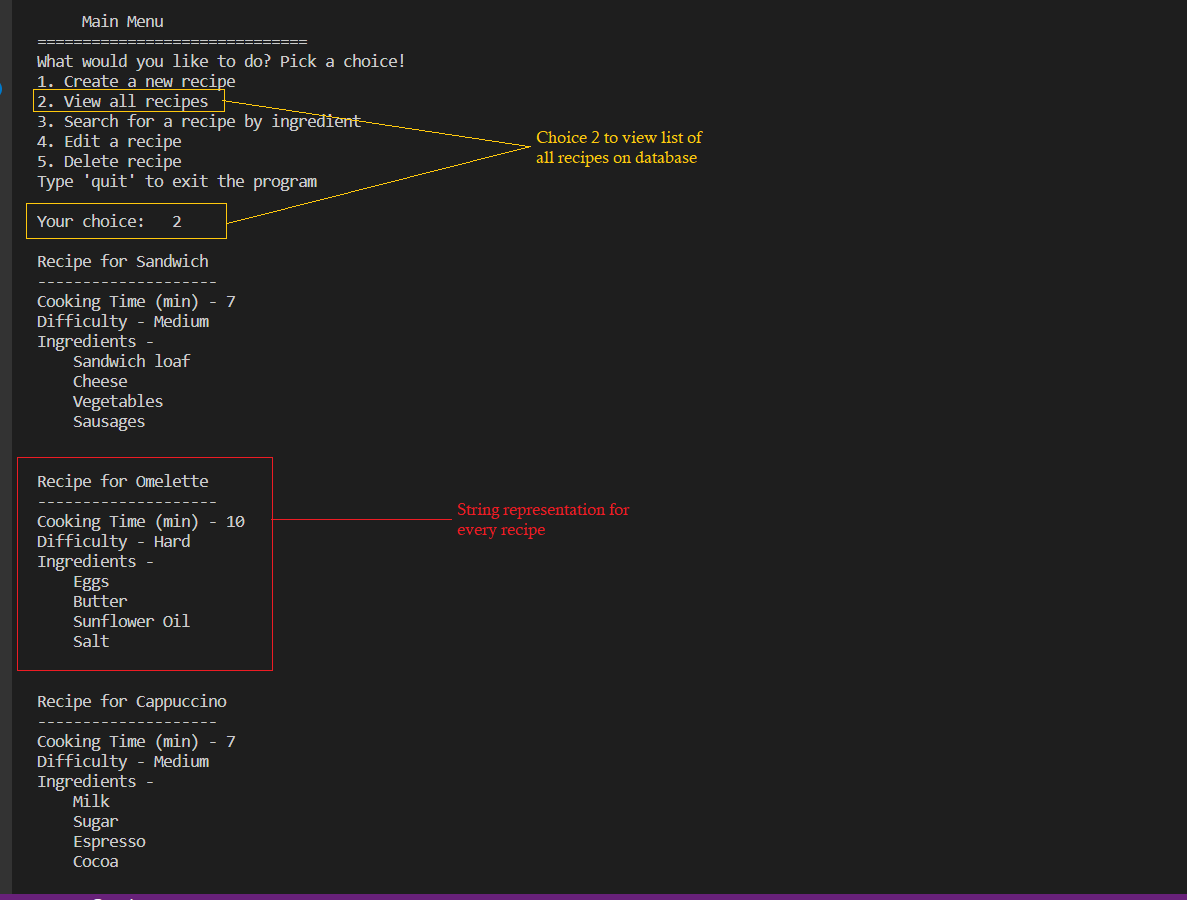 Main Menu
==============================
What would you like to do? Pick a choice!
1. Create a new recipe
2. View all recipes
3. Search for a recipe by ingredient
4. Edit a recipe
5. Delete recipe
Type 'quit' to exit the program
Your choice:   2
Choice 2 to view list of
all recipes on database
Recipe for Sandwich
--------------------
Cooking Time (min) - 7
Difficulty - Medium
Ingredients -
Sandwich loaf
Cheese
Vegetables
Sausages
Recipe for Omelette
--------------------
Cooking Time (min) - 10
Difficulty - Hard
Ingredients -
Eggs
Butter
Sunflower Oil
Salt
String representation for
every recipe
Recipe for Cappuccino
--------------------
Cooking Time (min) - 7
Difficulty - Medium
Ingredients -
Milk
Sugar
Espresso
Cocoa